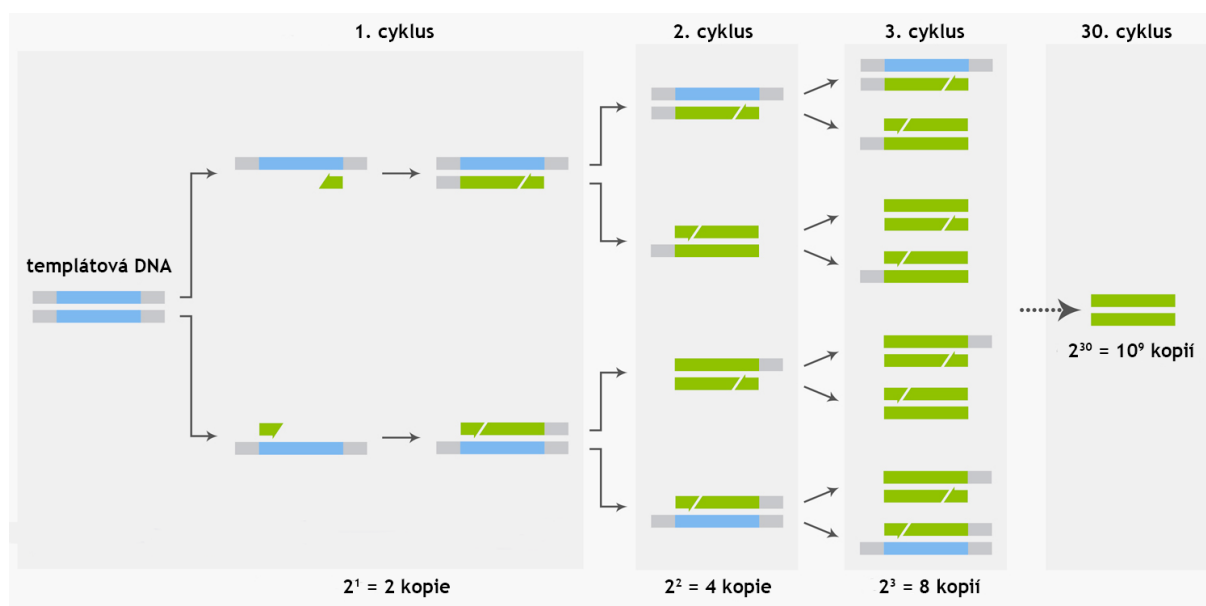 1. cyklus
2. cyklus
3. cyklus
30. cyklus
templátová DNA
2³⁰ = 10⁹ kopií
2¹ = 2 kopie
2² = 4 kopie
2³ = 8 kopií